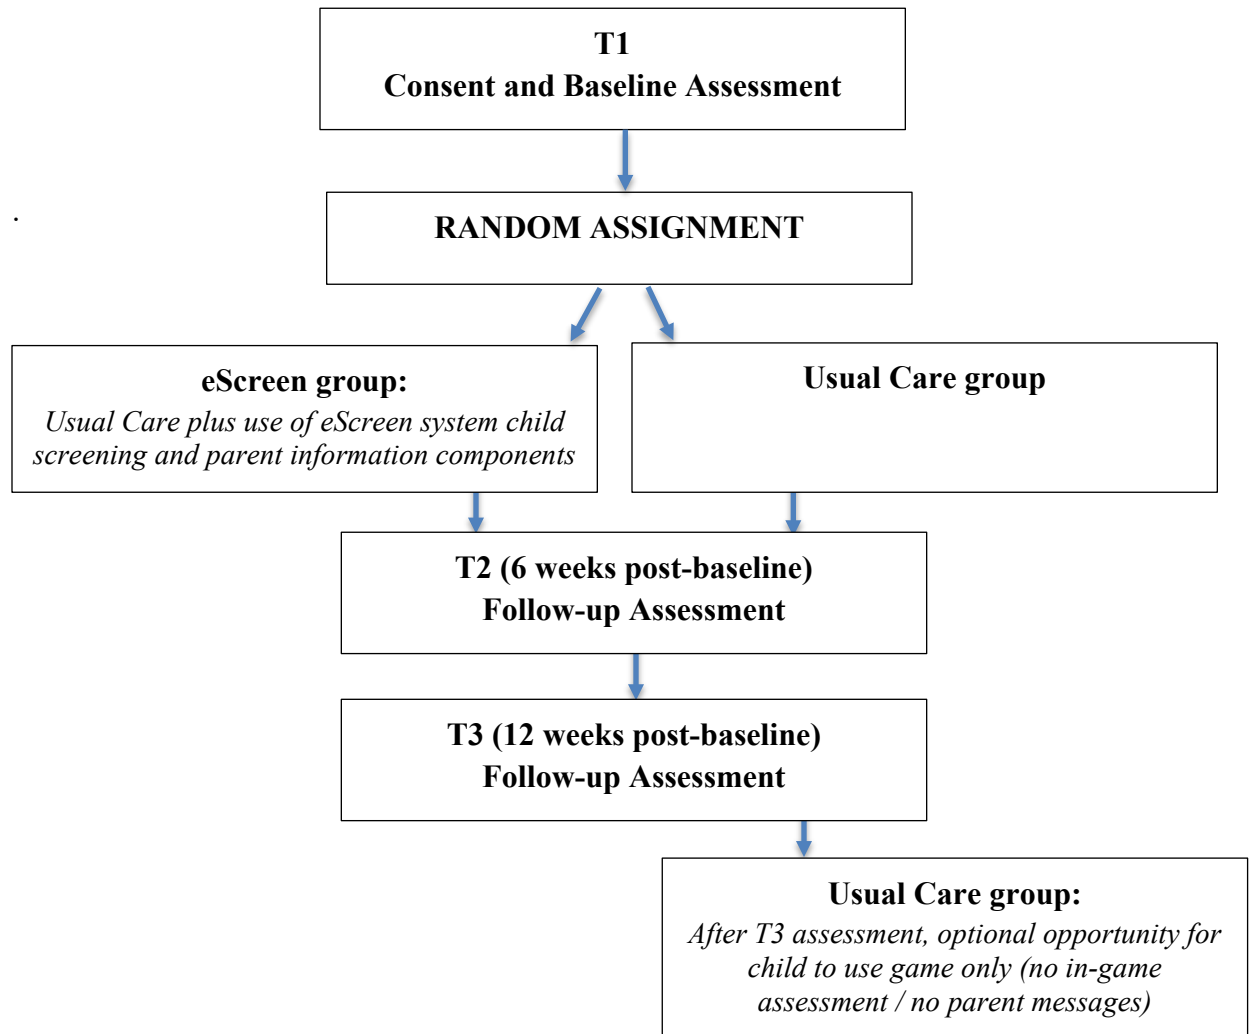 T1
Consent and Baseline Assessment
.
RANDOM ASSIGNMENT
eScreen group:
Usual Care plus use of eScreen system child
screening and parent information components
Usual Care group
T2 (6 weeks post-baseline)
Follow-up Assessment
T3 (12 weeks post-baseline)
Follow-up Assessment
Usual Care group:
After T3 assessment, optional opportunity for
child to use game only (no in-game
assessment / no parent messages)